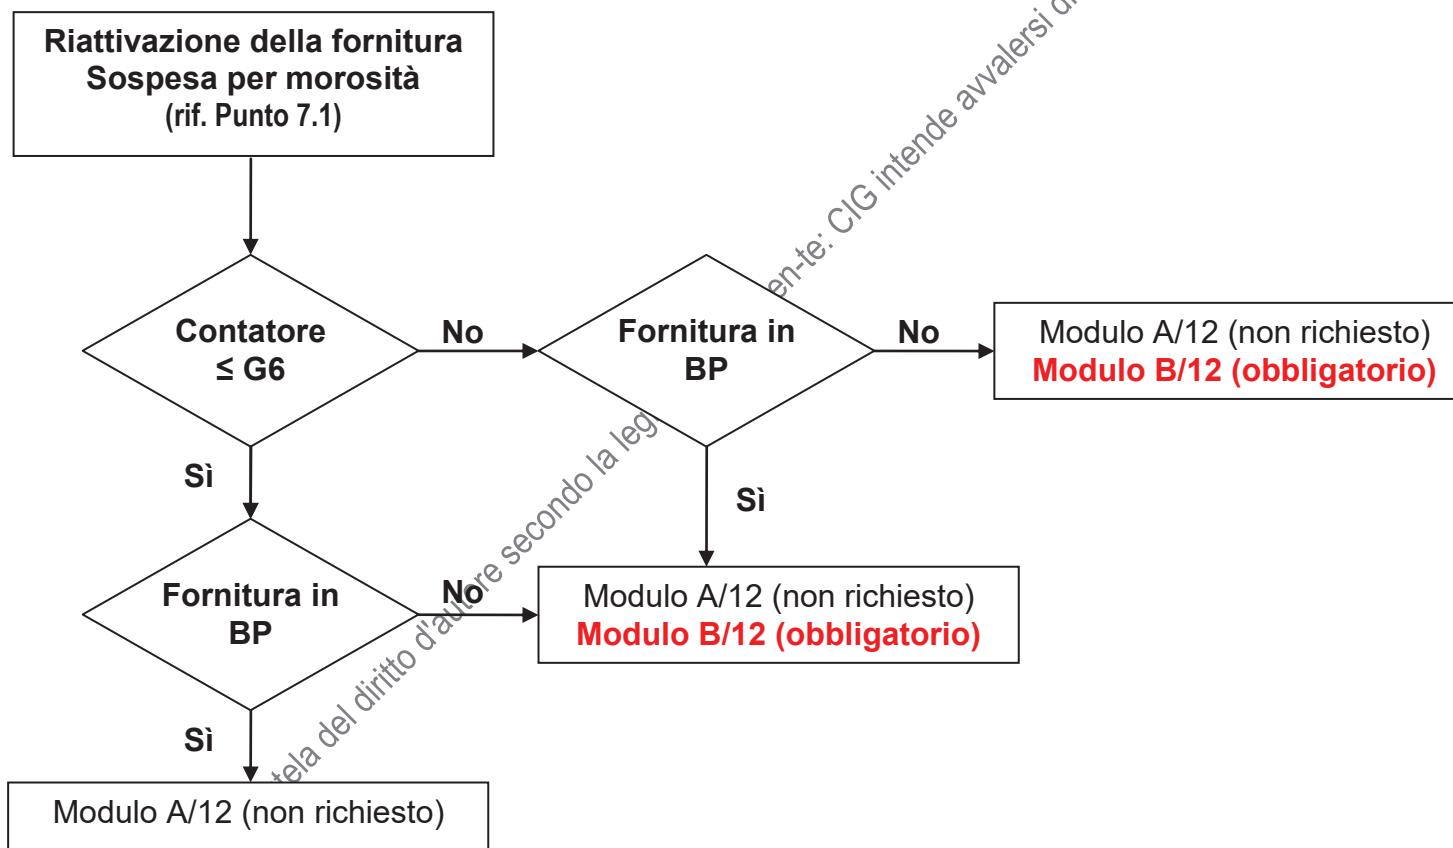 Riattivazione della fornitura
Sospesa per morosità
(rif. Punto 7.1)
Contatore
≤ G6
No
Fornitura in
BP
No
Modulo A/12 (non richiesto)
Modulo B/12 (obbligatorio)
Sì
Sì
Fornitura in
BP
No
Modulo A/12 (non richiesto)
Modulo B/12 (obbligatorio)
Sì
Modulo A/12 (non richiesto)
tela del diritto d'autore secondo la leg
en-te: CIG intende avvalersi di